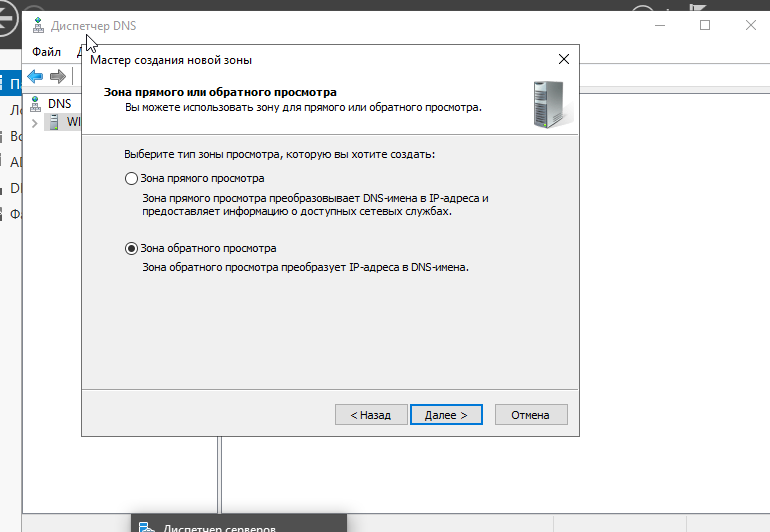 Диспетчер DNS
Файл
Мастер создания новой зоны
Зона прямого или обратного просмотра
Вы можете использовать зону для прямого или обратного просмотра.
DNS
WI
Выберите тип зоны просмотра, которую вы хотите создать:
Зона прямого просмотра
Зона прямого просмотра преобразовывает DNS-имена в IP-адреса и
предоставляет информацию о доступных сетевых службах.
Зона обратного просмотра
Зона обратного просмотра преобразует IP-адреса в DNS-имена.
< Назад
Далее >
Отмена
Диспетчер серверов